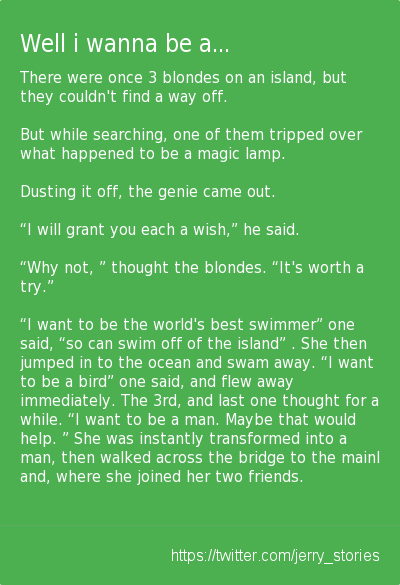 Well i wanna be a...
There were once 3 blondes on an island, but
they couldn't find a way off.
But while searching, one of them tripped over
what happened to be a magic lamp.
Dusting it off, the genie came out.
“I will grant you each a wish,” he said.
“Why not, ” thought the blondes. “It's worth a
try.”
“I want to be the world's best swimmer” one
said, “so can swim off of the island” . She then
jumped in to the ocean and swam away. “I want
to be a bird” one said, and flew away
immediately. The 3rd, and last one thought for a
while. “I want to be a man. Maybe that would
help. ” She was instantly transformed into a
man, then walked across the bridge to the mainl
and, where she joined her two friends.
https://twitter.com/jerry_stories